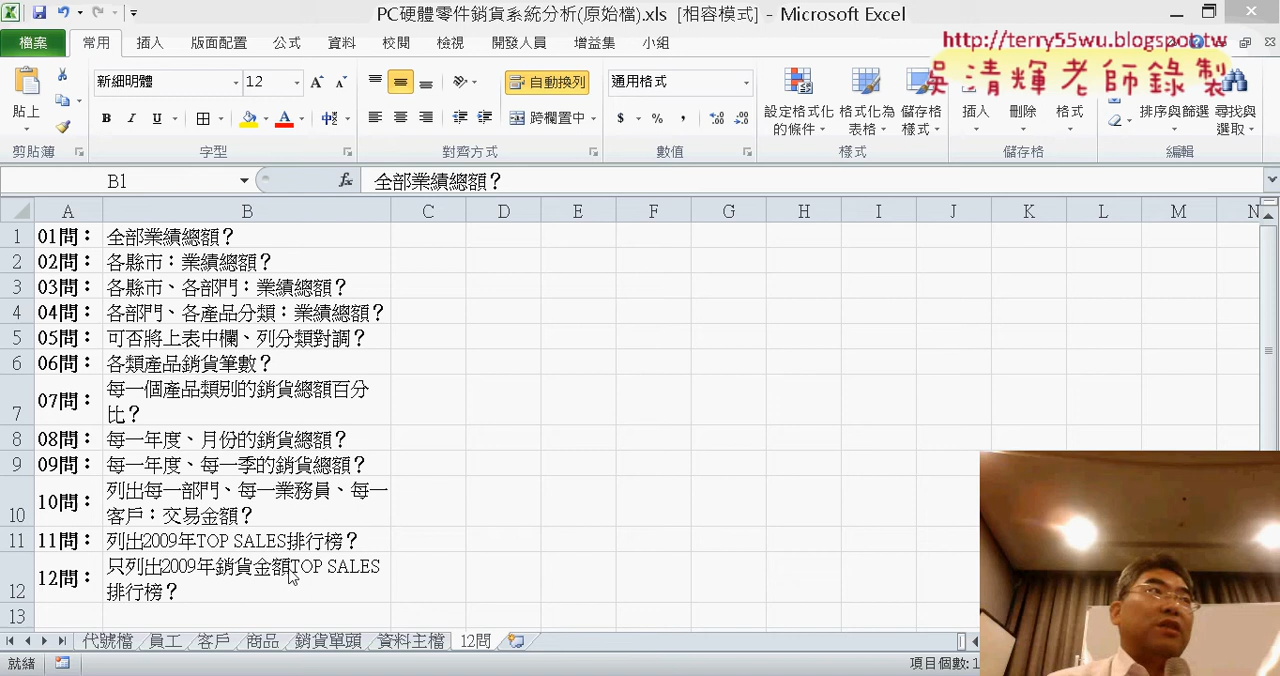 PC硬體零件銷貨系統分析(原始檔).xls [相容模式] - Microsoft Excel
檔案 常用 插入 版面配置 公式 資料 校閱 檢視 開發人員 增益集 小組
http://terry55wu.blogspot.tw
吳清輝老師錄製
貼上
新細明體 12
B I U A 中
自動換列
跨欄置中
通用格式
$ % ,
設定格式化的條件 格式化為表格 儲存格樣式
插入 刪除 格式
排序與篩選 尋找與選取
剪貼簿 字型 對齊方式 數值 樣式 儲存格 編輯
B1 fx 全部業績總額？
A B C D E F G H I J K L M N
1 01問： 全部業績總額？
2 02問： 各縣市：業績總額？
3 03問： 各縣市、各部門：業績總額？
4 04問： 各部門、各產品分類：業績總額？
5 05問： 可否將上表中欄、列分類對調？
6 06問： 各類產品銷貨筆數？
7 07問： 每一個產品類別的銷貨總額百分
比？
8 08問： 每一年度、月份的銷貨總額？
9 09問： 每一年度、每一季的銷貨總額？
10 10問： 列出每一部門、每一業務員、每一
客戶：交易金額？
11 11問： 列出2009年TOP SALES排行榜？
12 12問： 只列出2009年銷貨金額TOP SALES
排行榜？
13
代號檔 員工 客戶 商品 銷貨單頭 資料主檔 12問
就緒 項目個數: 1